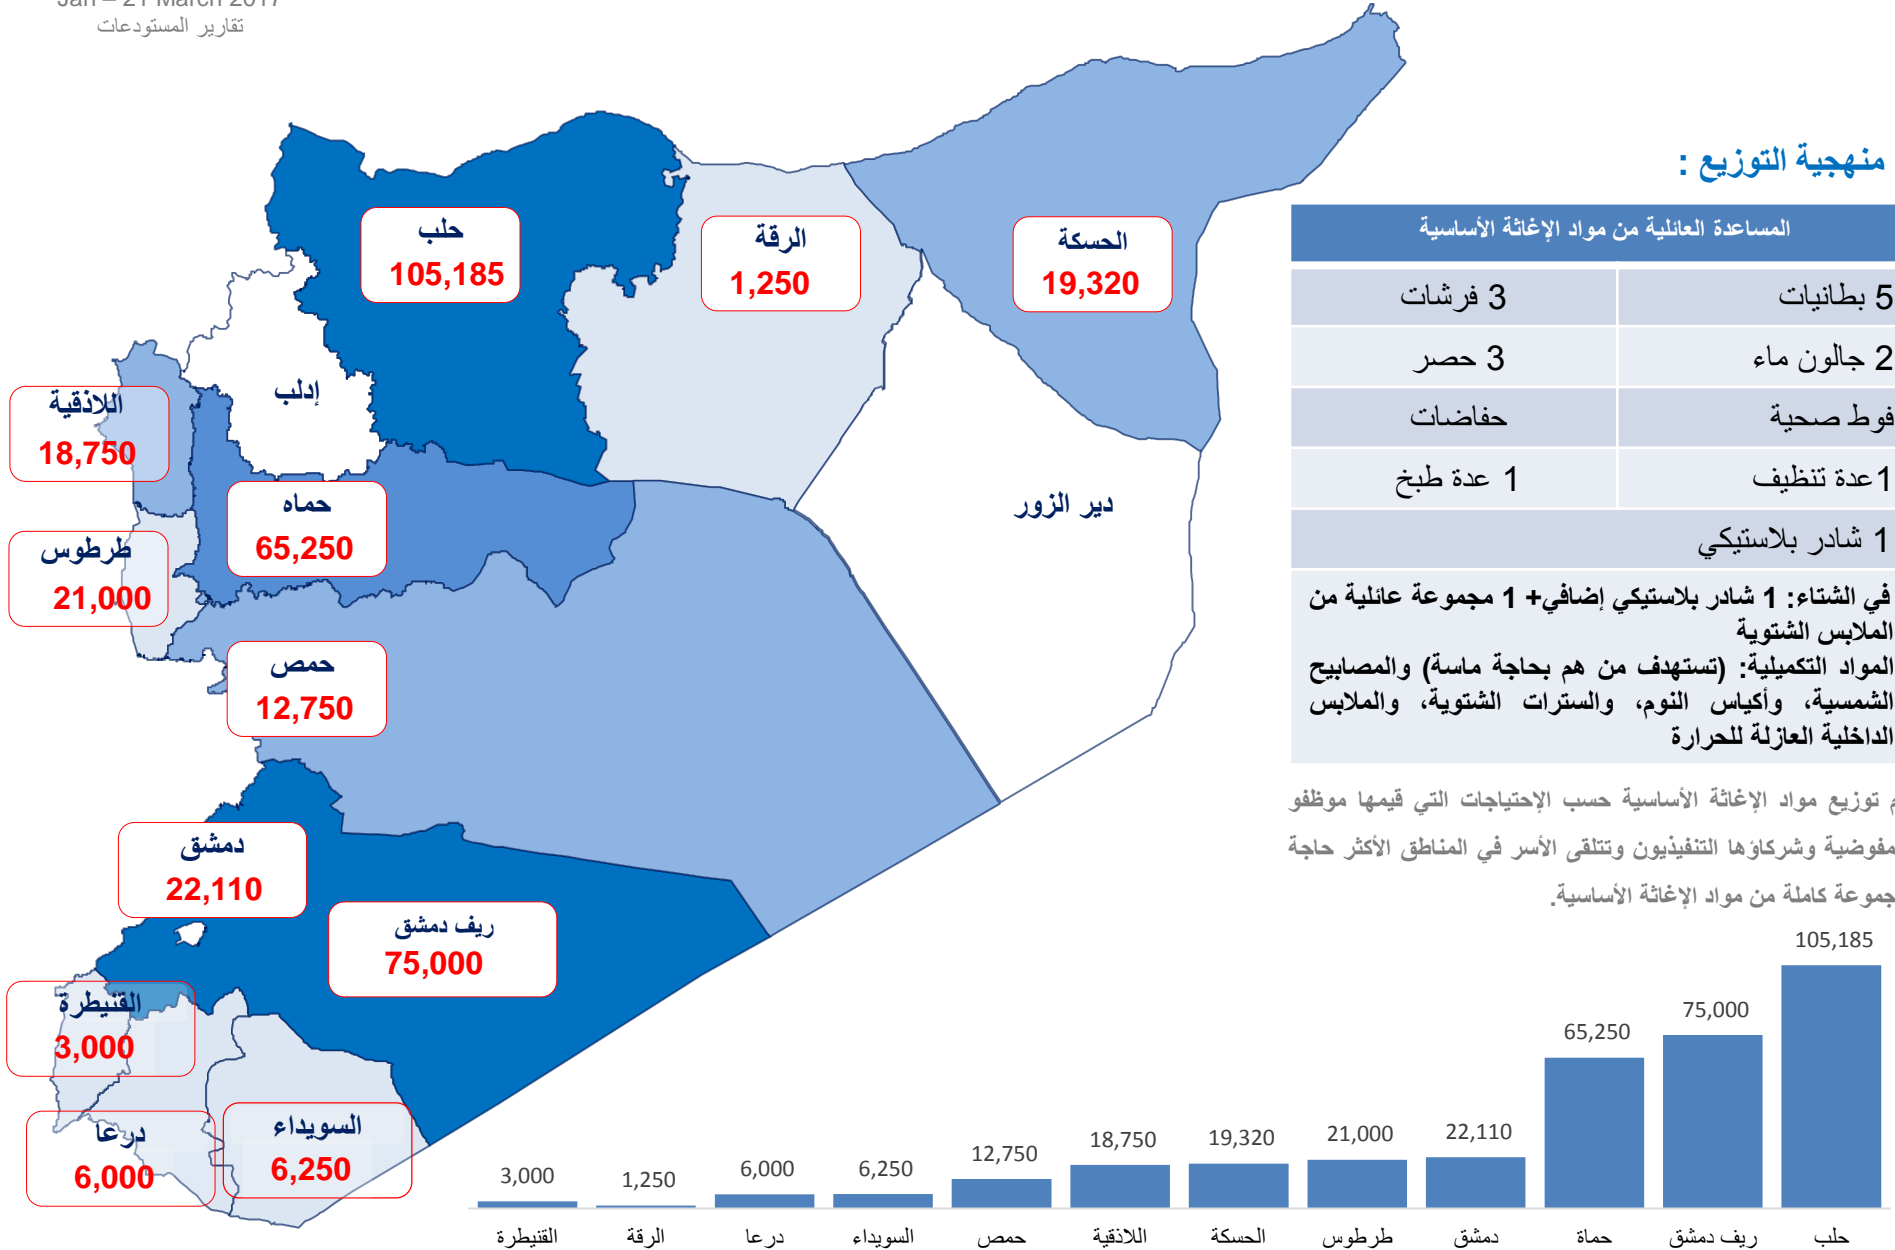 Jan – 21 March 2017
تقارير المستودعات
حلب
105,185
الرقة
1,250
الحسكة
19,320
إدلب
اللاذقية
18,750
حماه
65,250
دير الزور
طرطوس
21,000
حمص
12,750
دمشق
22,110
ريف دمشق
75,000
القنيطرة
3,000
درعا
6,000
السويداء
6,250
منهجية التوزيع :
المساعدة العائلية من مواد الإغاثة الأساسية
5 بطانيات 3 فرشات
2 جالون ماء 3 حصر
فوط صحية حفاضات
1عدة تنظيف 1 عدة طبخ
1 شادر بلاستيكي
في الشتاء: 1 شادر بلاستيكي إضافي+ 1 مجموعة عائلية من
الملابس الشتوية
المواد التكميلية: (تستهدف من هم بحاجة ماسة) والمصابيح
الشمسية، وأكياس النوم، والسترات الشتوية، والملابس
الداخلية العازلة للحرارة
توزيع مواد الإغاثة الأساسية حسب الإحتياجات التي قيمها موظفو
مفوضية وشركاؤها التنفيذيون وتتلقى الأسر في المناطق الأكثر حاجة
جموعة كاملة من مواد الإغاثة الأساسية.
3,000 1,250 6,000 6,250 12,750 18,750 19,320 21,000 22,110 65,250 75,000 105,185
القنيطرة الرقة درعا السويداء حمص اللاذقية الحسكة طرطوس دمشق حماة ريف دمشق حلب